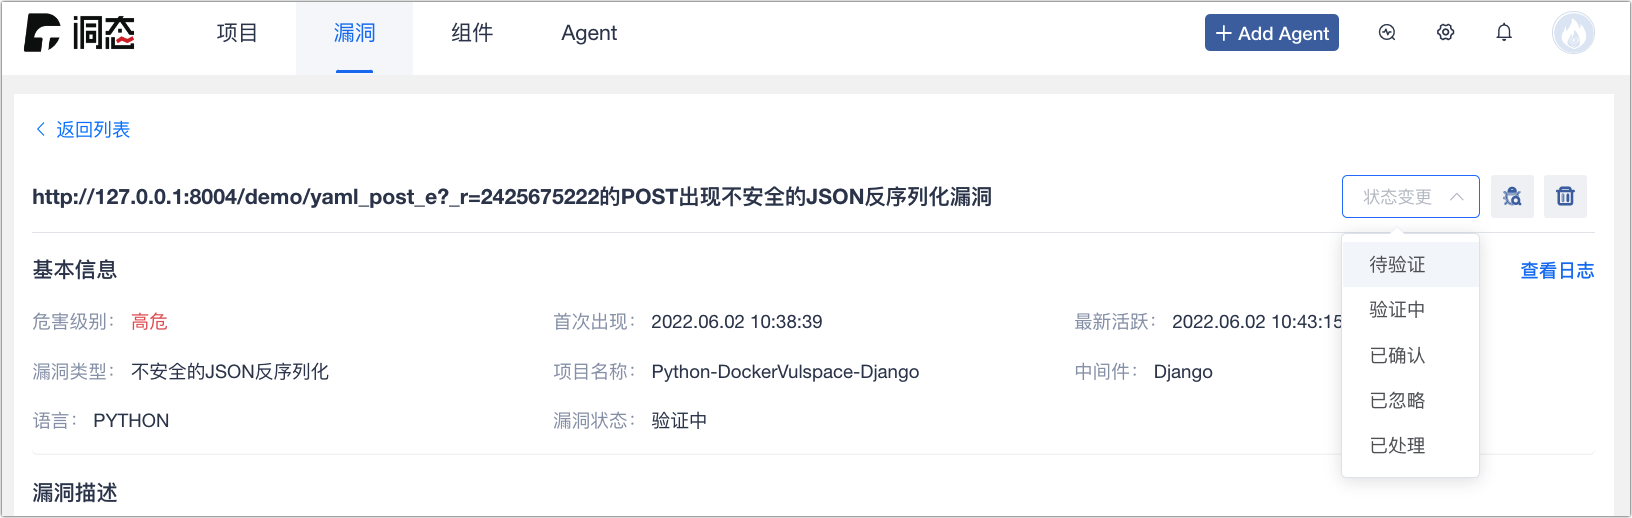 洞态
项目 漏洞 组件 Agent + Add Agent
返回列表
http://127.0.0.1:8004/demo/yaml_post_e?_r=2425675222的POST出现不安全的JSON反序列化漏洞 状态变更
待验证
验证中
已确认
已忽略
已处理
基本信息 查看日志
危害级别： 高危 首次出现： 2022.06.02 10:38:39 最新活跃： 2022.06.02 10:43:15
漏洞类型： 不安全的JSON反序列化 项目名称： Python-DockerVulspace-Django 中间件： Django
语言： PYTHON 漏洞状态： 验证中
漏洞描述